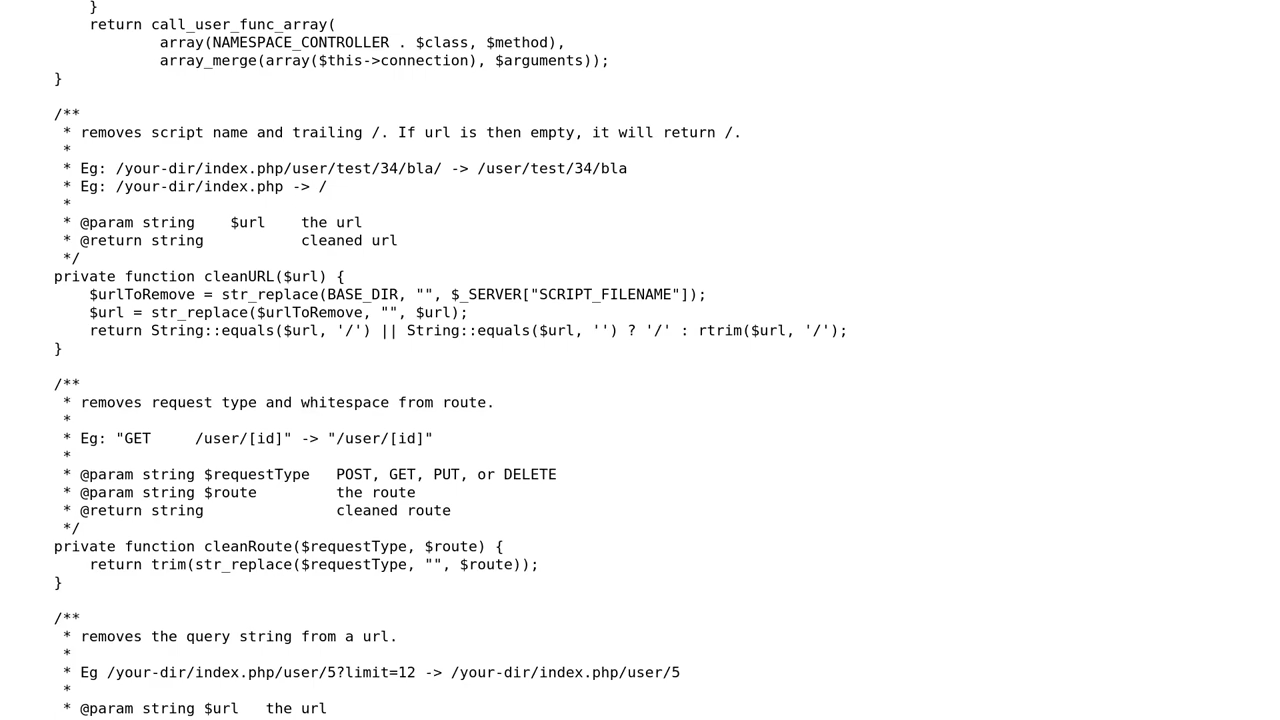 }
    return call_user_func_array(
            array(NAMESPACE_CONTROLLER . $class, $method),
            array_merge(array($this->connection), $arguments));
}

/**
 * removes script name and trailing /. If url is then empty, it will return /.
 *
 * Eg: /your-dir/index.php/user/test/34/bla/ -> /user/test/34/bla
 * Eg: /your-dir/index.php -> /
 *
 * @param string    $url    the url
 * @return string           cleaned url
 */
private function cleanURL($url) {
    $urlToRemove = str_replace(BASE_DIR, "", $_SERVER["SCRIPT_FILENAME"]);
    $url = str_replace($urlToRemove, "", $url);
    return String::equals($url, '/') || String::equals($url, '') ? '/' : rtrim($url, '/');
}

/**
 * removes request type and whitespace from route.
 *
 * Eg: "GET     /user/[id]" -> "/user/[id]"
 *
 * @param string $requestType   POST, GET, PUT, or DELETE
 * @param string $route         the route
 * @return string               cleaned route
 */
private function cleanRoute($requestType, $route) {
    return trim(str_replace($requestType, "", $route));
}

/**
 * removes the query string from a url.
 *
 * Eg /your-dir/index.php/user/5?limit=12 -> /your-dir/index.php/user/5
 *
 * @param string $url   the url